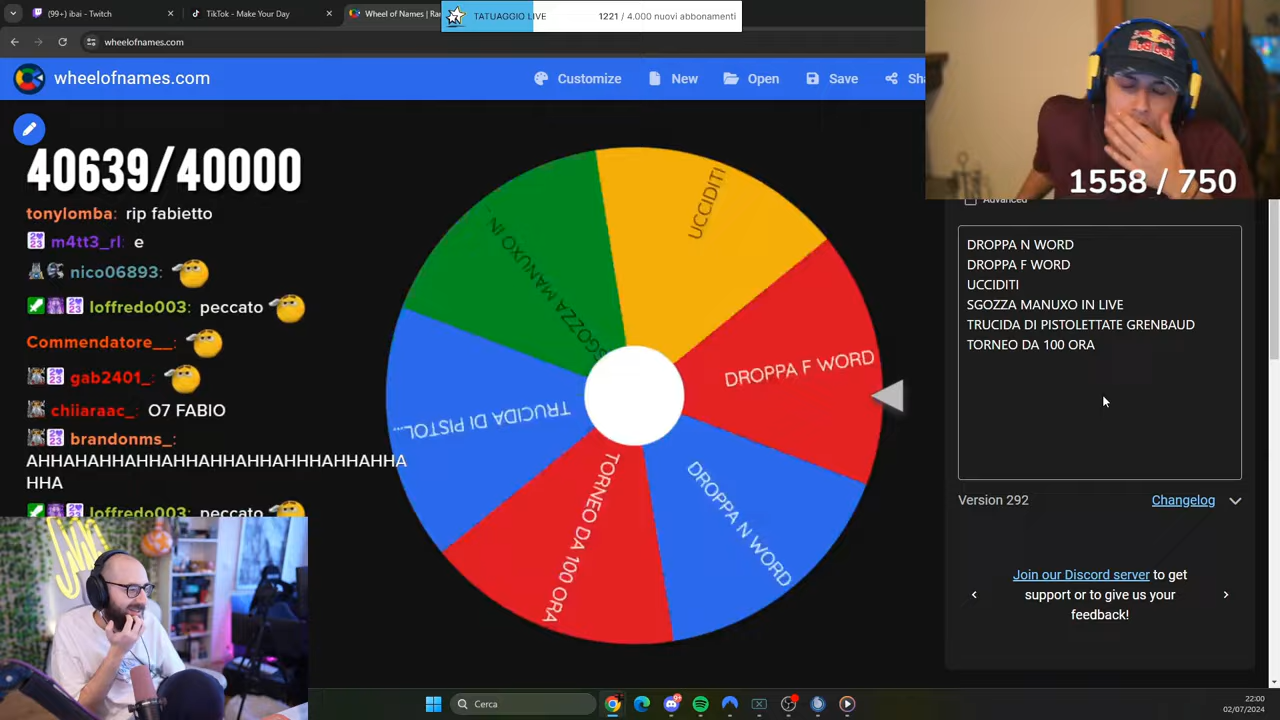 (99+) ibai - Twitch
TikTok - Make Your Day
Wheel of Names | Ra
TATUAGGIO LIVE
1221 / 4.000 nuovi abbonamenti
wheelofnames.com
wheelofnames.com
Customize
New
Open
Save
Sha
40639/40000
tonylomba: rip fabietto
m4tt3_rl: e
nico06893:
loffredo003: peccato
Commendatore__:
gab2401_:
chiiaraac_: O7 FABIO
brandonms_:
AHHAHAHHAHHAHHAHHAHHAHHHAHHAHHA
HHA
loffredo003: peccato
UCCIDITI
DROPPA F WORD
DROPPA N WORD
TORNEO DA 100 ORA
TRUCIDA DI PISTOL...
SGOZZA MANUXO IN ...
Red Bull
1558 / 750
Advanced
DROPPA N WORD
DROPPA F WORD
UCCIDITI
SGOZZA MANUXO IN LIVE
TRUCIDA DI PISTOLETTATE GRENBAUD
TORNEO DA 100 ORA
Version 292
Changelog
Join our Discord server to get
support or to give us your
feedback!
Cerca
22:00
02/07/2024